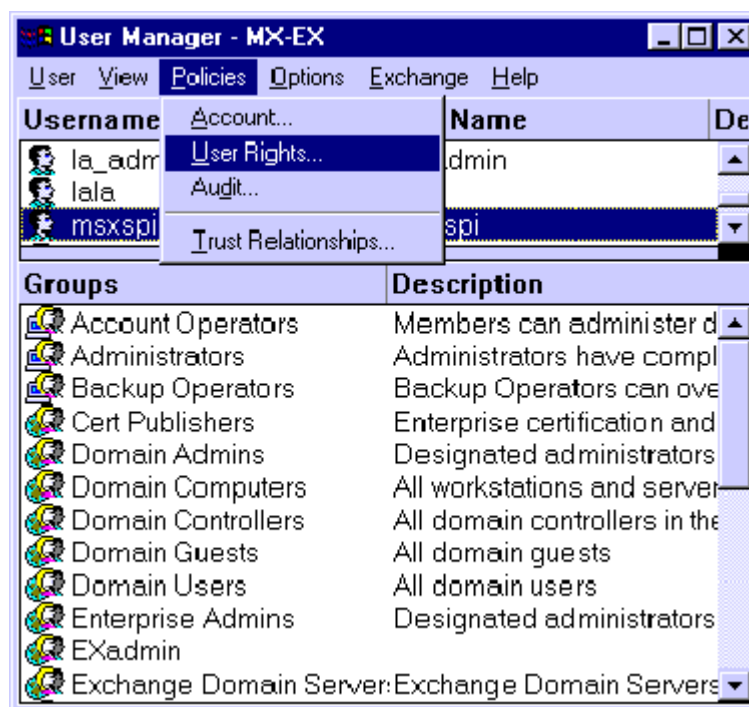 User Manager - MX-EX
User View Policies Options Exchange Help
Username Name De
Account...
User Rights...
Audit...
Trust Relationships...
la_adm dmin
lala
msxspi spi
Groups Description
Account Operators Members can administer d
Administrators Administrators have compl
Backup Operators Backup Operators can ove
Cert Publishers Enterprise certification and
Domain Admins Designated administrators
Domain Computers All workstations and server
Domain Controllers All domain controllers in the
Domain Guests All domain guests
Domain Users All domain users
Enterprise Admins Designated administrators
EXadmin
Exchange Domain Server: Exchange Domain Servers